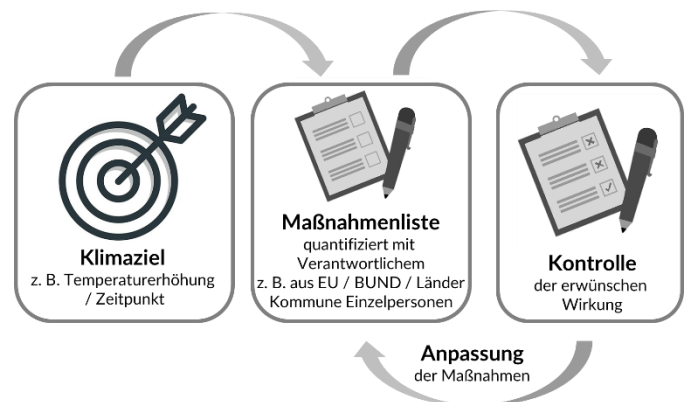 Klimaziel
z. B. Temperaturerhöhung
/ Zeitpunkt
Maßnahmenliste
quantifiziert mit
Verantwortlichem
z. B. aus EU / BUND / Länder
Kommune Einzelpersonen
Kontrolle
der erwünschen
Wirkung
Anpassung
der Maßnahmen